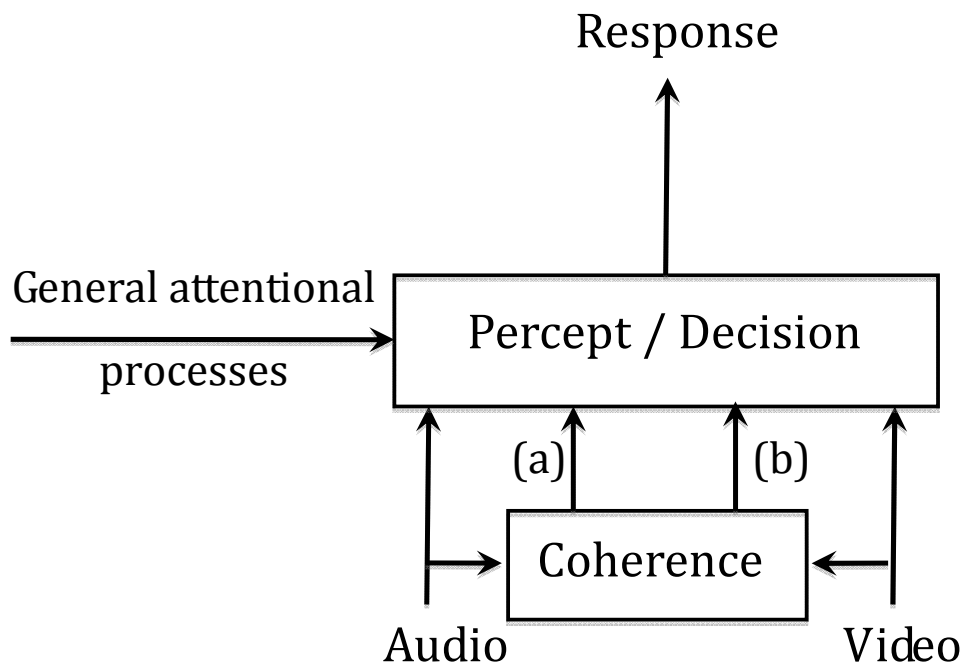 Response
General attentional
processes
Percept / Decision
(a)
(b)
Coherence
Audio
Video